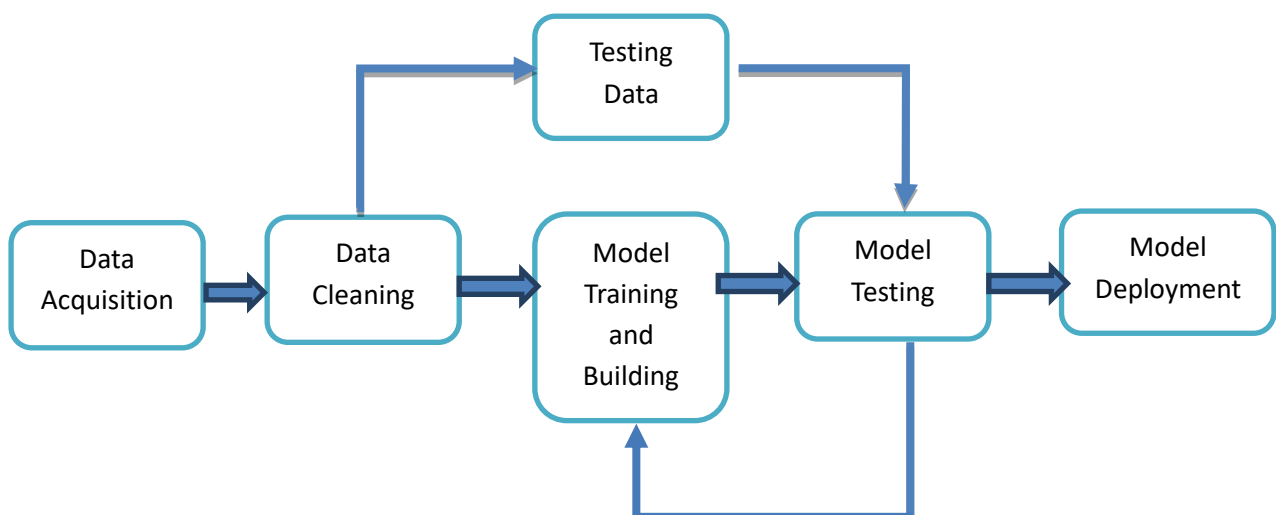 Testing
Data
Data
Acquisition
Data
Cleaning
Model
Training
and
Building
Model
Testing
Model
Deployment